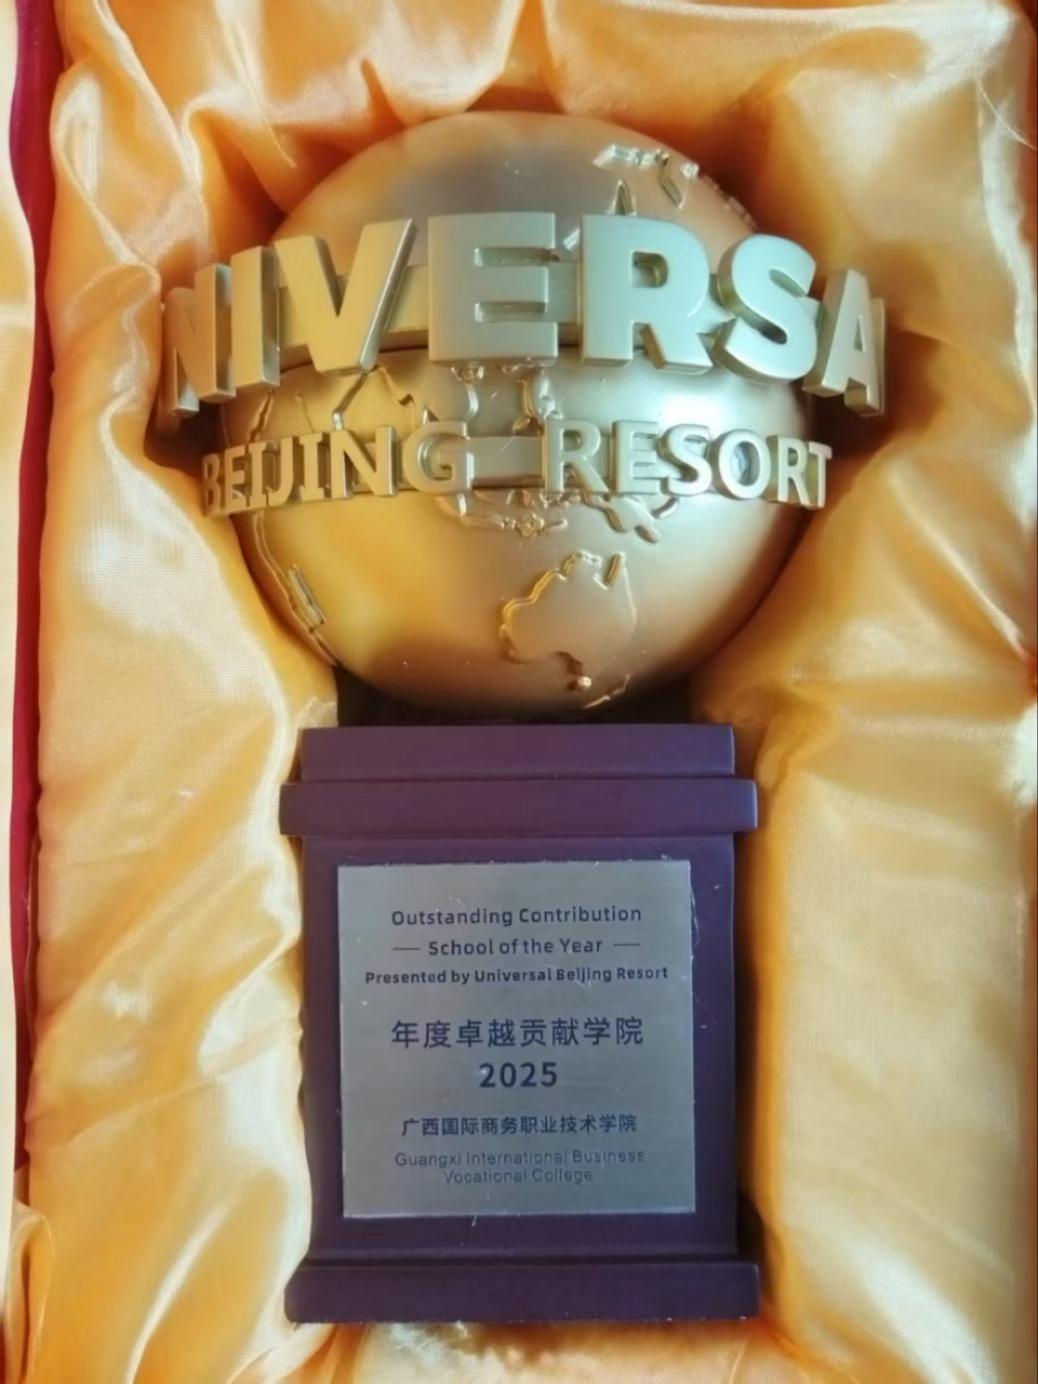 NIVERSA
BEIJING RESORT
Outstanding Contribution
School of the Year
Presented by Universal Beijing Resort
年度卓越贡献学院
2025
广西国际商务职业技术学院
Guangxi International Business
Vocational College